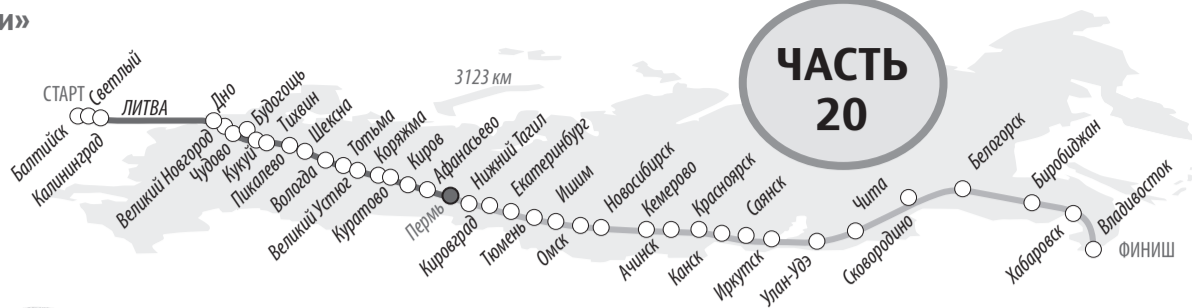 и»
ЧАСТЬ
20
3123 км
СТАРТ
Балтийск
Светлый
Калининград
ЛИТВА
Дно
Великий Новгород
Чудово
Будогощь
Кукуй
Тихвин
Пикалево
Шексна
Вологда
Тотьма
Великий Устюг
Коряжма
Куратово
Киров
Афанасьево
Пермь
Нижний Тагил
Кировград
Екатеринбург
Тюмень
Ишим
Омск
Новосибирск
Ачинск
Кемерово
Канск
Красноярск
Иркутск
Саянск
Улан-Удэ
Чита
Сковородино
Белогорск
Биробиджан
Хабаровск
Владивосток
ФИНИШ